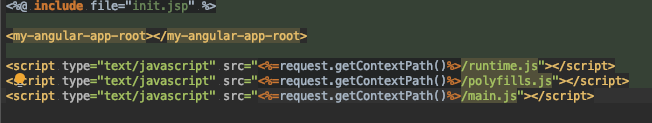 <%@ include file="init.jsp" %>
<my-angular-app-root></my-angular-app-root>
<script type="text/javascript" src="<%=request.getContextPath()%>/runtime.js"></script>
<script type="text/javascript" src="<%=request.getContextPath()%>/polyfills.js"></script>
<script type="text/javascript" src="<%=request.getContextPath()%>/main.js"></script>